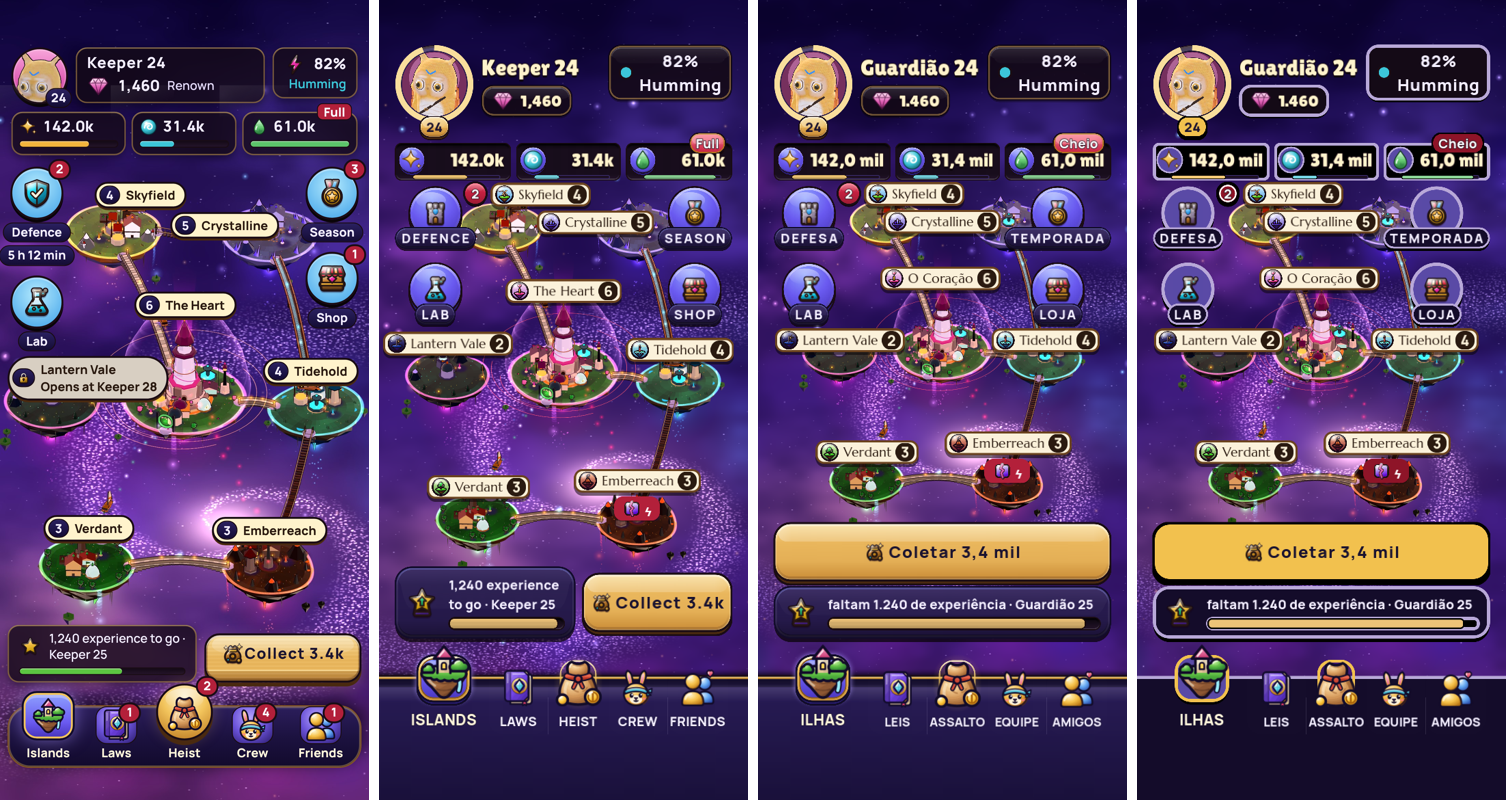 Keeper 24
1,460 Renown
82%
Humming
24
Full
142.0k
31.4k
61.0k
2
3
4 Skyfield
5 Crystalline
Defence
Season
5 h 12 min
1
6 The Heart
Shop
Lab
Lantern Vale
Opens at Keeper 28
4 Tidehold
3 Verdant
3 Emberreach
1,240 experience to go ·
Keeper 25
Collect 3.4k
2
1
4
1
Islands
Laws
Heist
Crew
Friends
Keeper 24
1,460
82%
Humming
24
Full
142.0k
31.4k
61.0k
2
Skyfield 4
Crystalline 5
DEFENCE
SEASON
The Heart 6
LAB
SHOP
Lantern Vale 2
Tidehold 4
Verdant 3
Emberreach 3
1,240 experience
to go · Keeper 25
Collect 3.4k
ISLANDS
LAWS
HEIST
CREW
FRIENDS
Guardião 24
1.460
82%
Humming
24
Cheio
142,0 mil
31,4 mil
61,0 mil
2
Skyfield 4
Crystalline 5
DEFESA
TEMPORADA
O Coração 6
LAB
LOJA
Lantern Vale 2
Tidehold 4
Verdant 3
Emberreach 3
Coletar 3,4 mil
faltam 1.240 de experiência · Guardião 25
ILHAS
LEIS
ASSALTO
EQUIPE
AMIGOS
Guardião 24
1.460
82%
Humming
24
Cheio
142,0 mil
31,4 mil
61,0 mil
2
Skyfield 4
Crystalline 5
DEFESA
TEMPORADA
O Coração 6
LAB
LOJA
Lantern Vale 2
Tidehold 4
Verdant 3
Emberreach 3
Coletar 3,4 mil
faltam 1.240 de experiência · Guardião 25
ILHAS
LEIS
ASSALTO
EQUIPE
AMIGOS